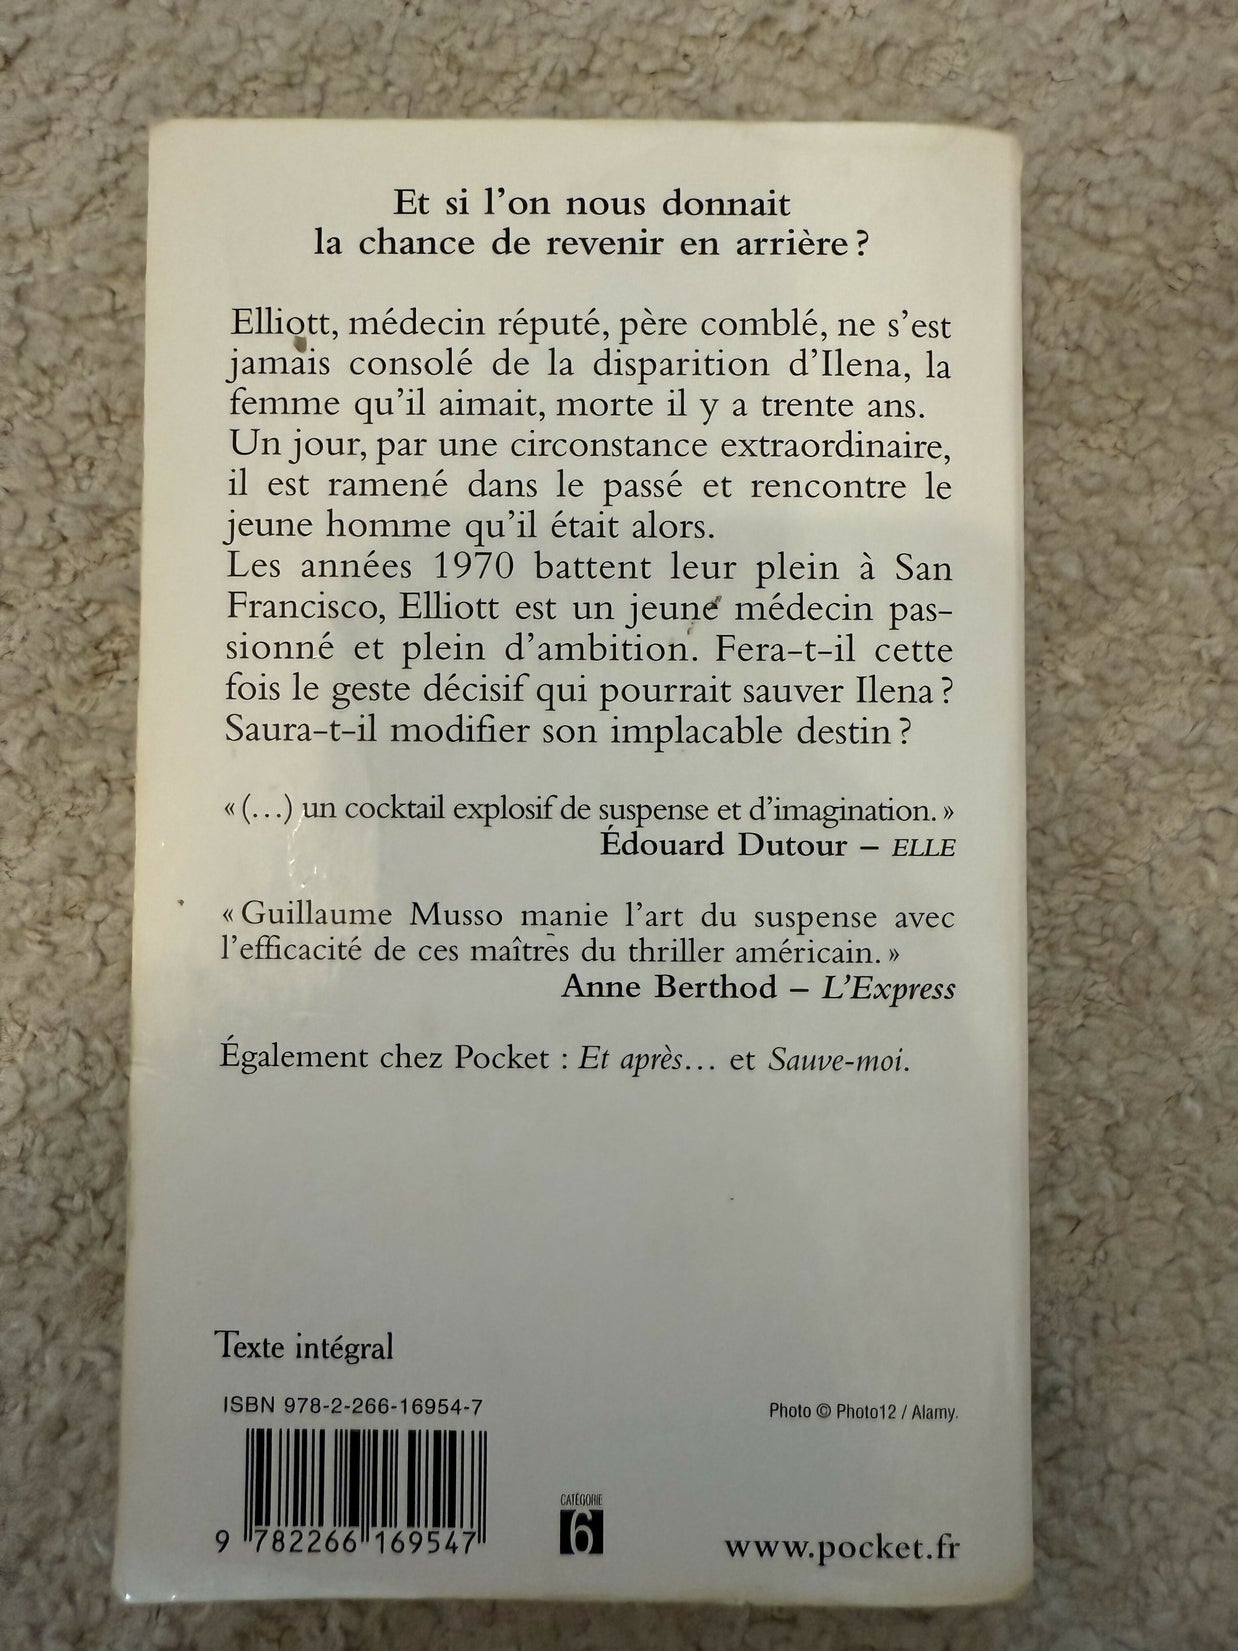 Et si l'on nous donnait
la chance de revenir en arrière ?
Elliott, médecin réputé, père comblé, ne s'est
jamais consolé de la disparition d'Ilena, la
femme qu'il aimait, morte il y a trente ans.
Un jour, par une circonstance extraordinaire,
il est ramené dans le passé et rencontre le
jeune homme qu'il était alors.
Les années 1970 battent leur plein à San
Francisco, Elliott est un jeune médecin pas-
sionné et plein d'ambition. Fera-t-il cette
fois le geste décisif qui pourrait sauver Ilena ?
Saura-t-il modifier son implacable destin ?
« (...) un cocktail explosif de suspense et d'imagination. »
Édouard Dutour – ELLE
« Guillaume Musso manie l'art du suspense avec
l'efficacité de ces maîtres du thriller américain. »
Anne Berthod – L'Express
Également chez Pocket : Et après... et Sauve-moi.
Texte intégral
ISBN 978-2-266-16954-7
Photo © Photo12 / Alamy.
CATÉGORIE
6
9 782266 169547
www.pocket.fr